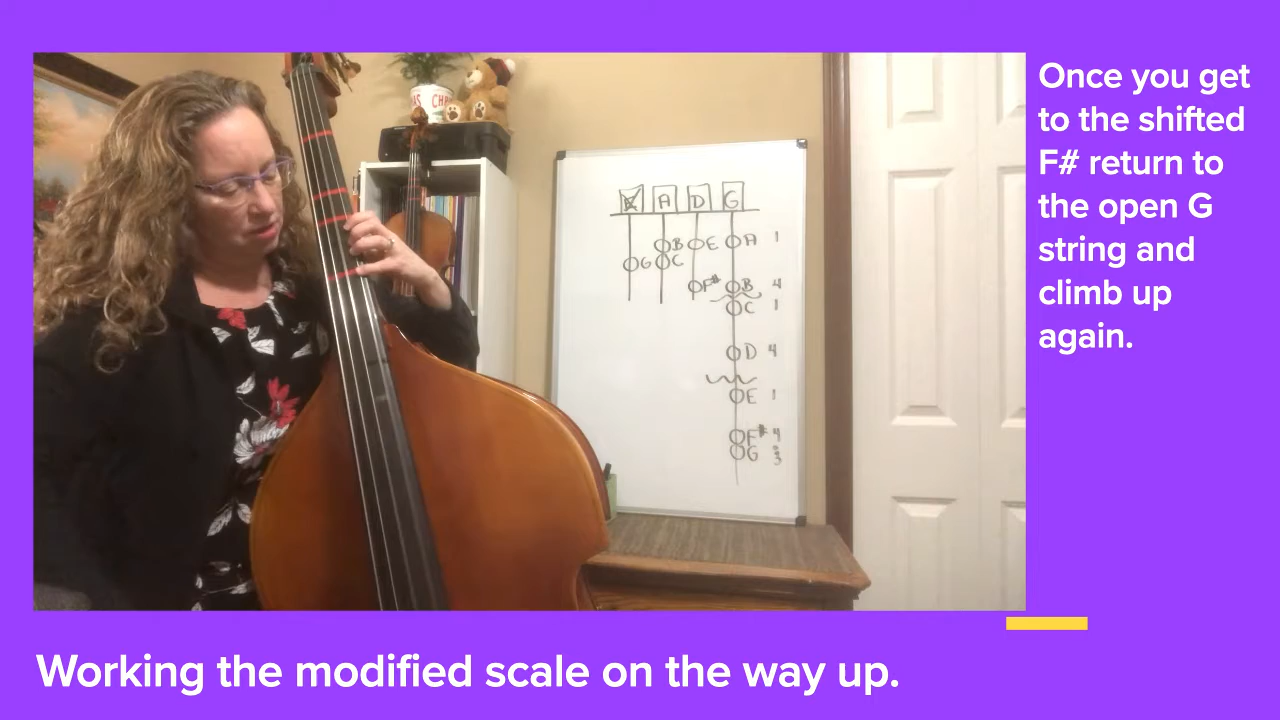 Once you get
to the shifted
F# return to
the open G
string and
climb up
again.
A D G
B E A 1
G C
F# B 4
C 1
D 4
E 1
F# 4
G 3
Working the modified scale on the way up.